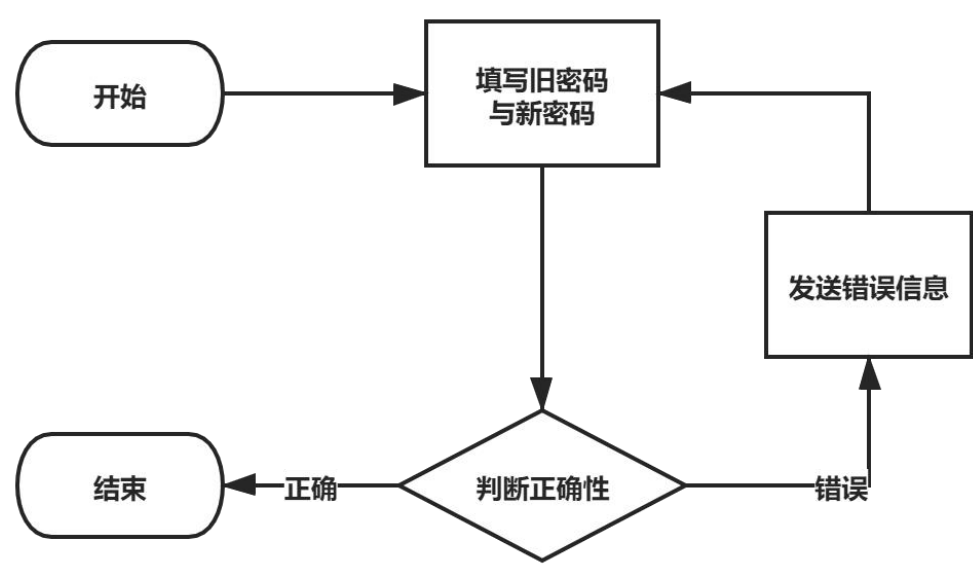 开始
填写旧密码
与新密码
发送错误信息
结束
正确
判断正确性
错误